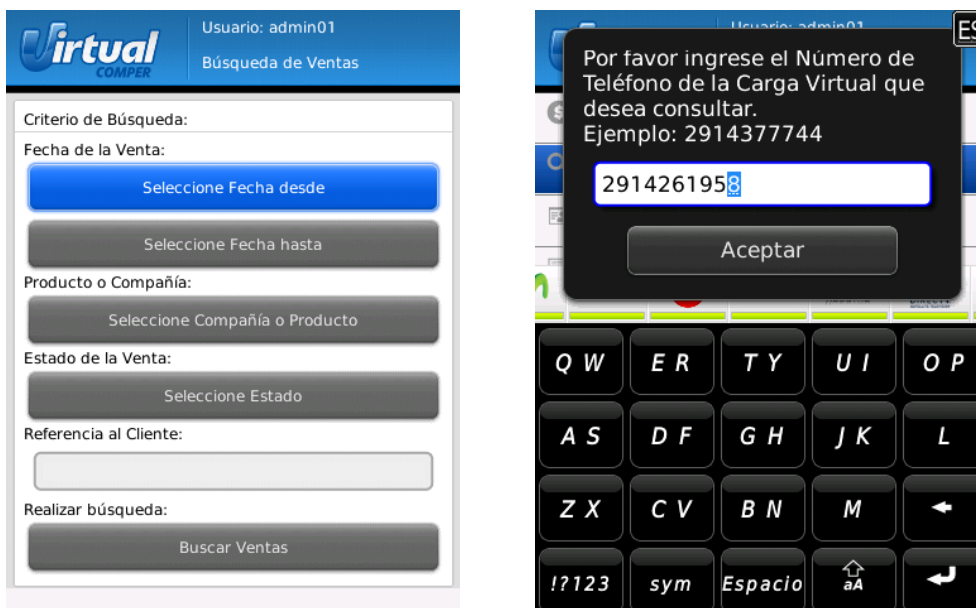 Virtual
COMPER
Usuario: admin01
Búsqueda de Ventas
Criterio de Búsqueda:
Fecha de la Venta:
Seleccione Fecha desde
Seleccione Fecha hasta
Producto o Compañía:
Seleccione Compañía o Producto
Estado de la Venta:
Seleccione Estado
Referencia al Cliente:
Realizar búsqueda:
Buscar Ventas
Usuario: admin01
ES
Por favor ingrese el Número de
Teléfono de la Carga Virtual que
desea consultar.
Ejemplo: 2914377744
2914261958
Aceptar
Q W E R T Y U I O P
A S D F G H J K L
Z X C V B N M
!?123 sym Espacio aA